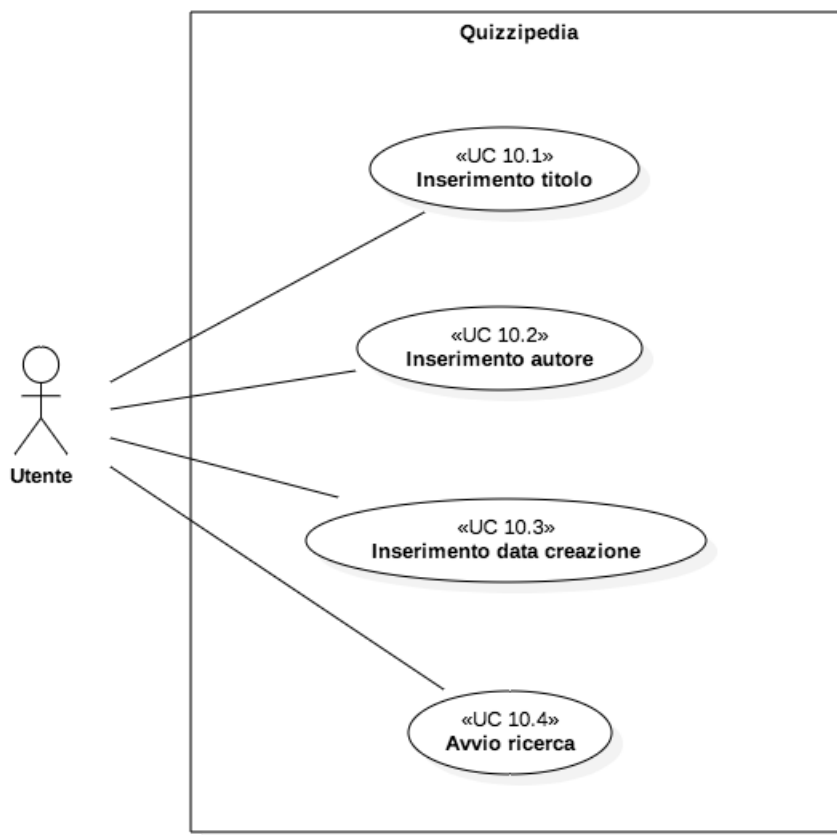 Quizzipedia
«UC 10.1»
Inserimento titolo
«UC 10.2»
Inserimento autore
Utente
«UC 10.3»
Inserimento data creazione
«UC 10.4»
Avvio ricerca